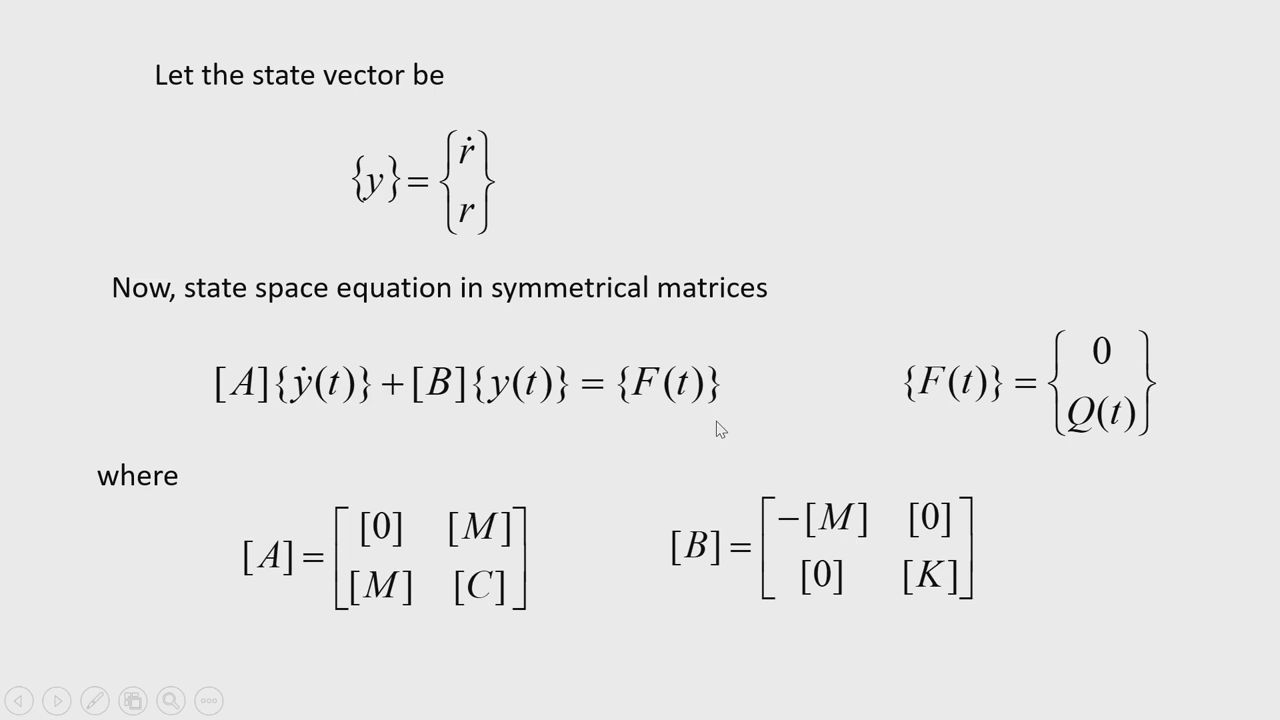 Let the state vector be
{y} = { ṙ
r }
Now, state space equation in symmetrical matrices
[A]{ẏ(t)} + [B]{y(t)} = {F(t)}
{F(t)} = { 0
Q(t) }
where
[A] = [ [0] [M]
[M] [C] ]
[B] = [ −[M] [0]
[0] [K] ]